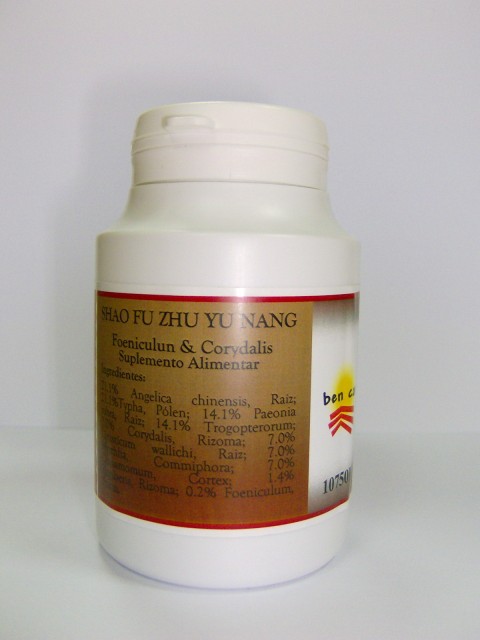 SHAO FU ZHU YU NANG
Foeniculun & Corydalis
Suplemento Alimentar
Ingredientes:
Angelica chinensis, Raiz;
Typha, Pólen; 14.1% Paeonia
Raiz; 14.1% Trogopterorum;
Corydalis, Rizoma; 7.0%
wallichi, Raiz; 7.0%
Commiphora; 7.0%
Cortex; 1.4%
Rizoma; 0.2% Foeniculum,
ben